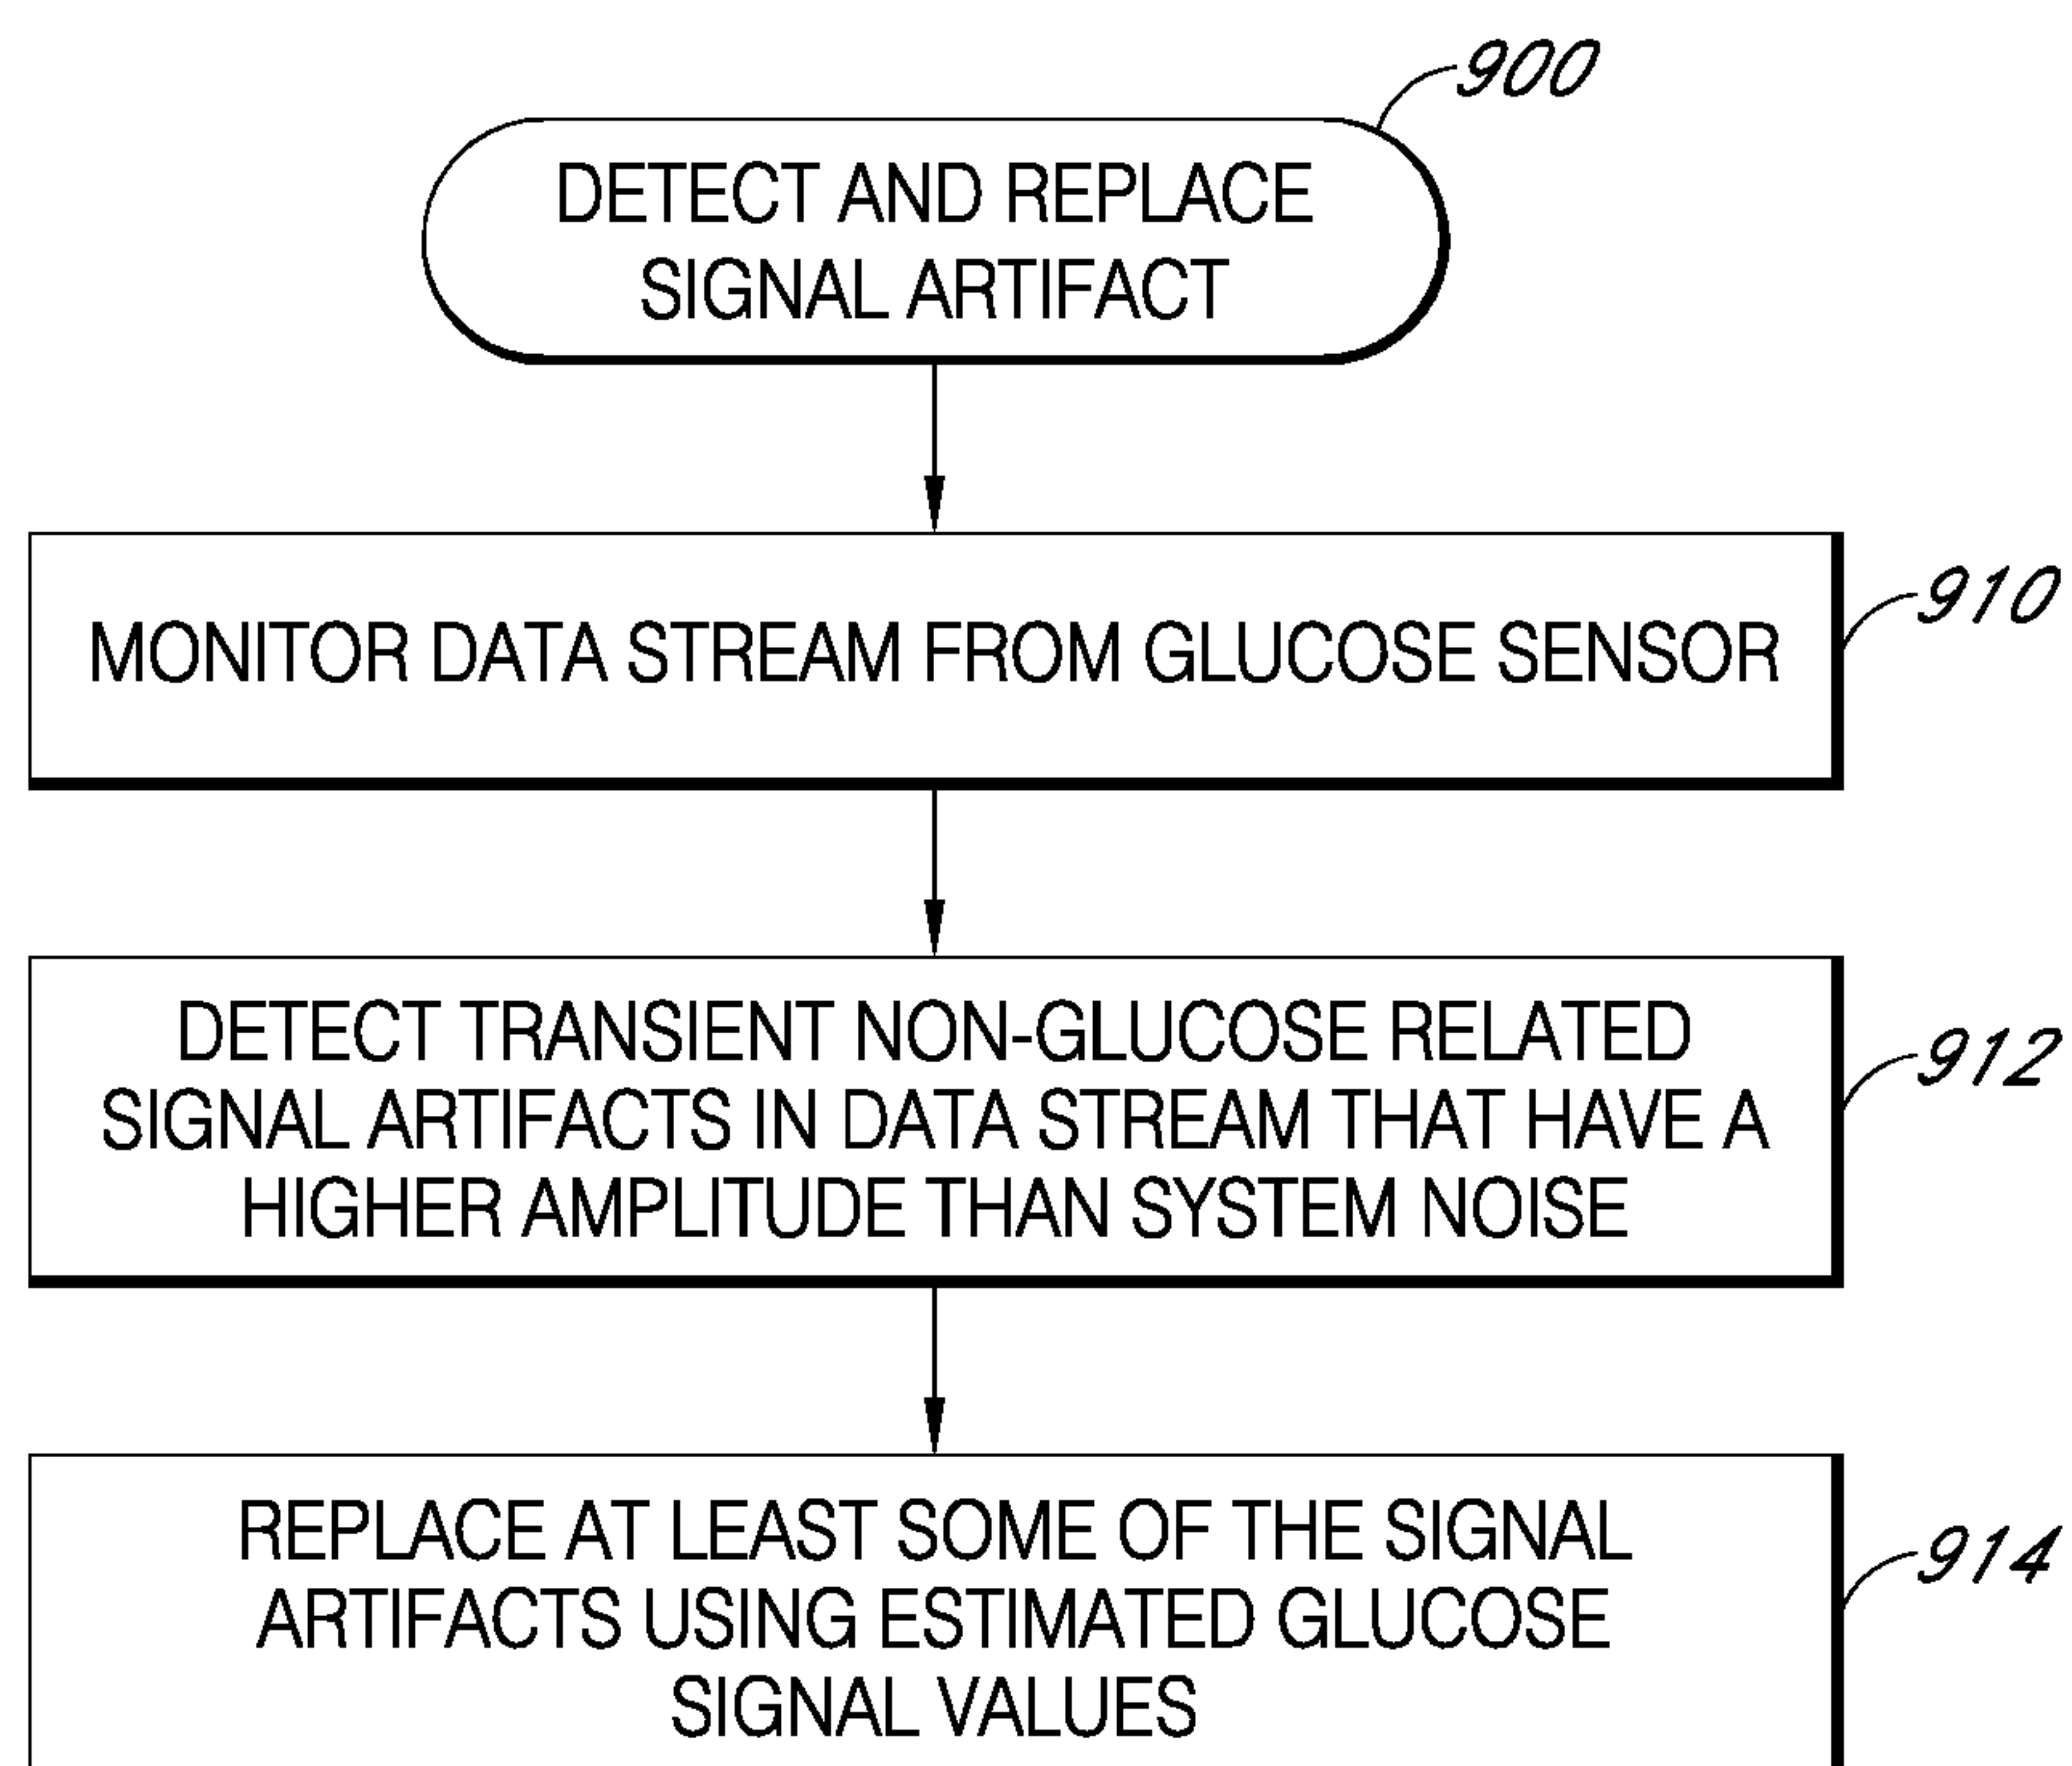 900
DETECT AND REPLACE
SIGNAL ARTIFACT
MONITOR DATA STREAM FROM GLUCOSE SENSOR
910
DETECT TRANSIENT NON-GLUCOSE RELATED
SIGNAL ARTIFACTS IN DATA STREAM THAT HAVE A
HIGHER AMPLITUDE THAN SYSTEM NOISE
912
REPLACE AT LEAST SOME OF THE SIGNAL
ARTIFACTS USING ESTIMATED GLUCOSE
SIGNAL VALUES
914